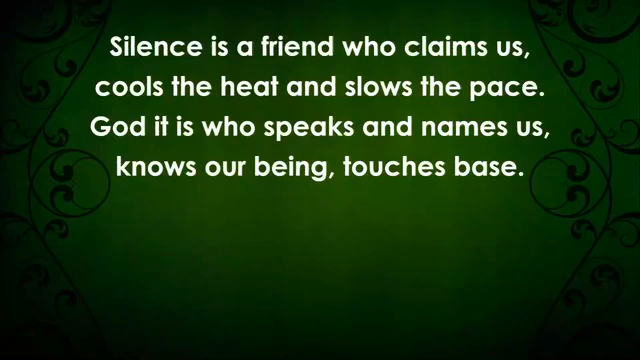 Silence is a friend who claims us,
cools the heat and slows the pace.
God it is who speaks and names us,
knows our being, touches base.